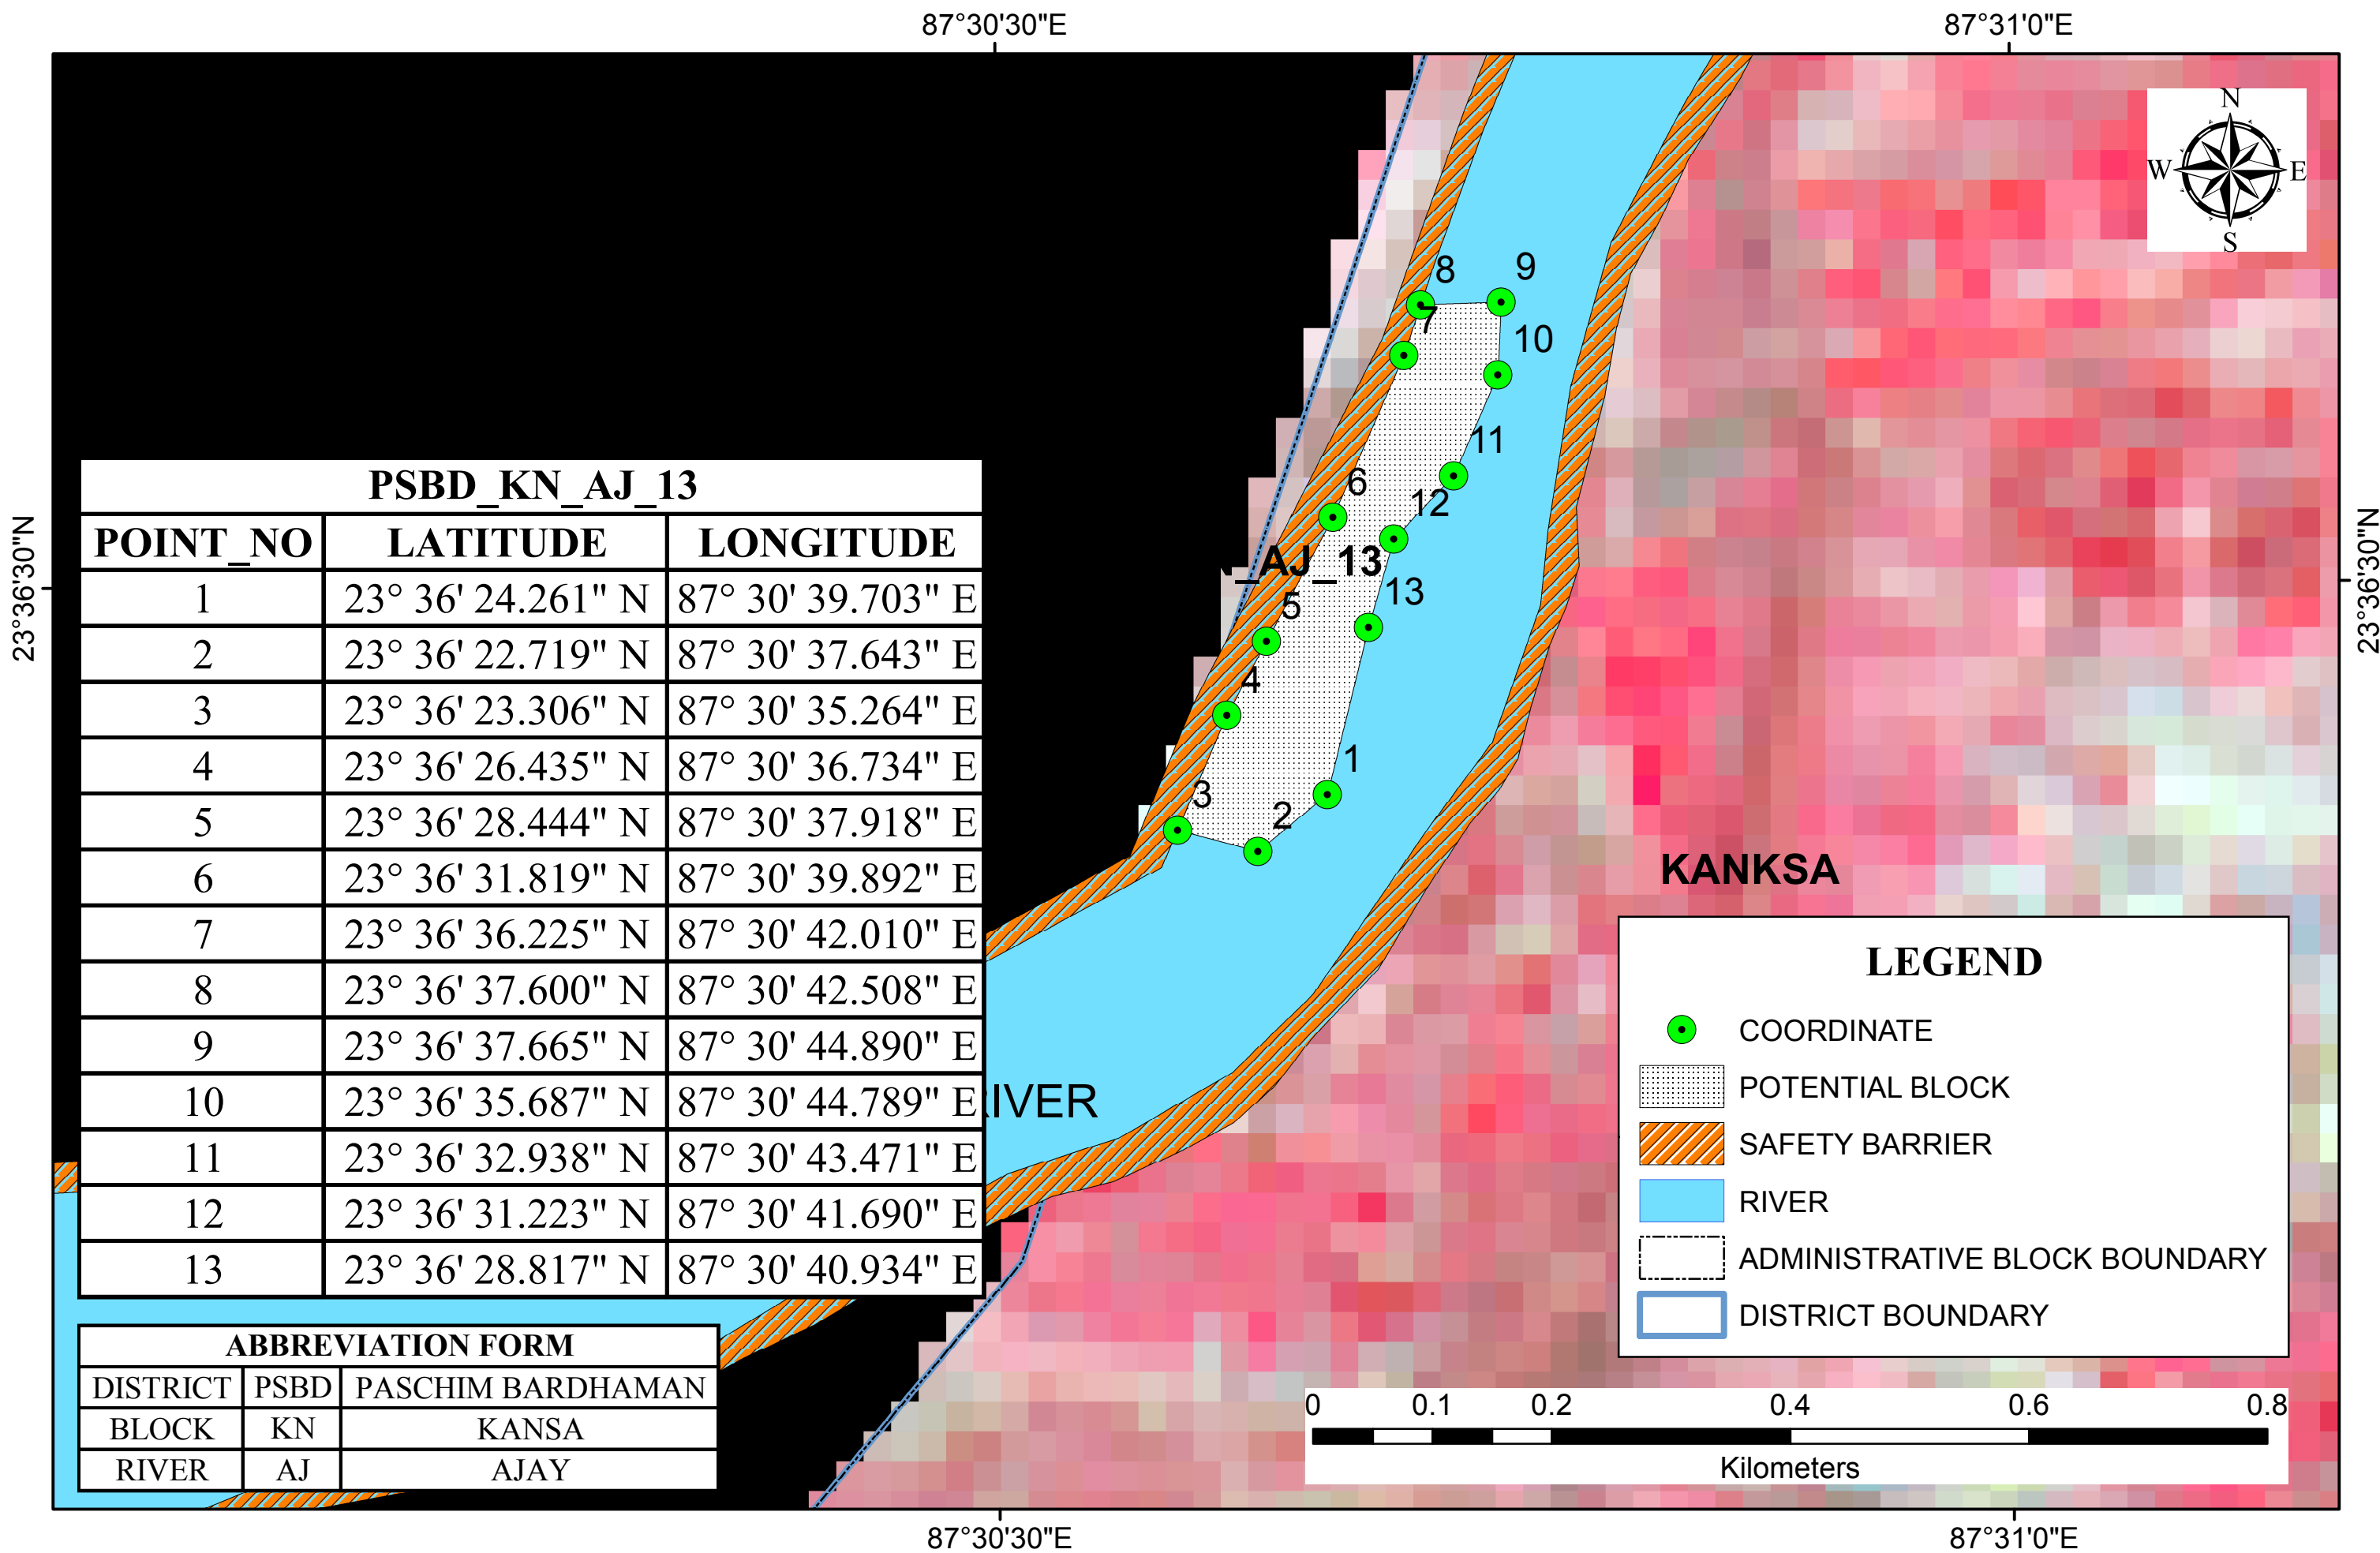 87°30'30"E 87°31'0"E
N
W E
S
8 9
7
10
11
6
12
_AJ_13
13
5
4
1
3
2
23°36'30"N
23°36'30"N
PSBD_KN_AJ_13
POINT_NO LATITUDE LONGITUDE
1 23° 36' 24.261" N 87° 30' 39.703" E
2 23° 36' 22.719" N 87° 30' 37.643" E
3 23° 36' 23.306" N 87° 30' 35.264" E
4 23° 36' 26.435" N 87° 30' 36.734" E
5 23° 36' 28.444" N 87° 30' 37.918" E
6 23° 36' 31.819" N 87° 30' 39.892" E
7 23° 36' 36.225" N 87° 30' 42.010" E
8 23° 36' 37.600" N 87° 30' 42.508" E
9 23° 36' 37.665" N 87° 30' 44.890" E
10 23° 36' 35.687" N 87° 30' 44.789" E
11 23° 36' 32.938" N 87° 30' 43.471" E
12 23° 36' 31.223" N 87° 30' 41.690" E
13 23° 36' 28.817" N 87° 30' 40.934" E
RIVER
KANKSA
LEGEND
COORDINATE
POTENTIAL BLOCK
SAFETY BARRIER
RIVER
ADMINISTRATIVE BLOCK BOUNDARY
DISTRICT BOUNDARY
ABBREVIATION FORM
DISTRICT PSBD PASCHIM BARDHAMAN
BLOCK KN KANSA
RIVER AJ AJAY
0 0.1 0.2 0.4 0.6 0.8
Kilometers
87°30'30"E 87°31'0"E